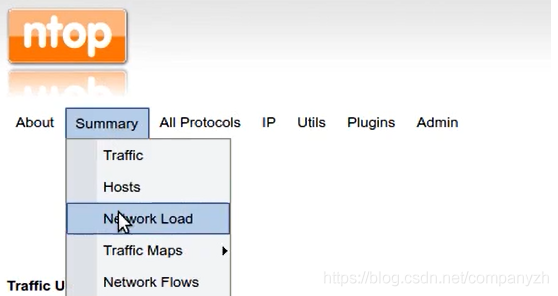 ntop
About Summary All Protocols IP Utils Plugins Admin
Traffic
Hosts
Network Load
Traffic Maps
Network Flows
Traffic U
https://blog.csdn.net/companyzh